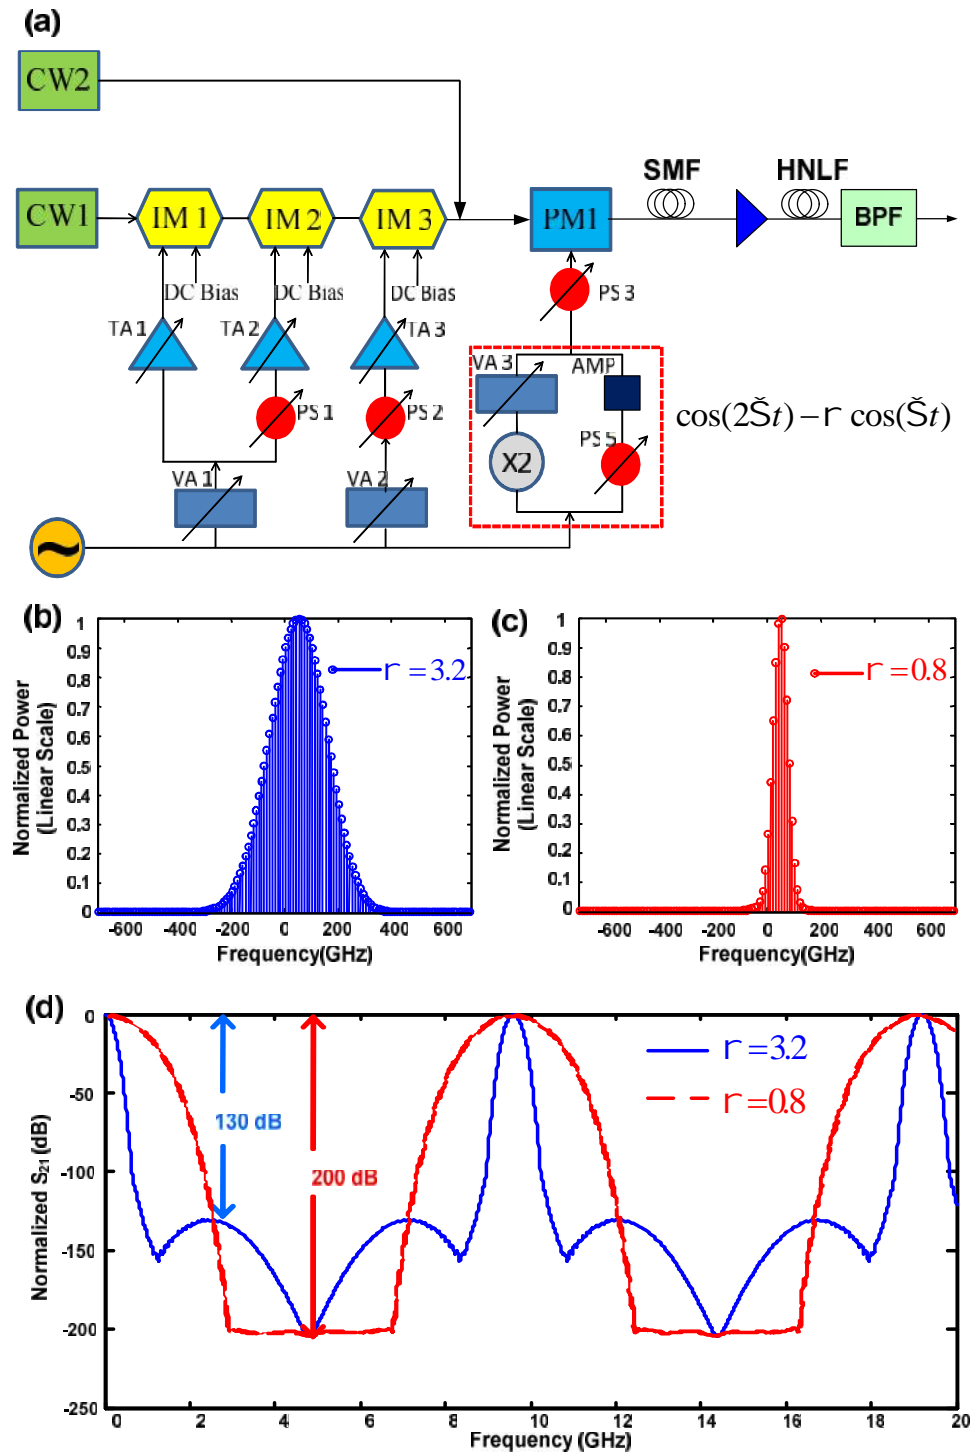 (a)
CW2
SMF
HNLF
CW1
IM 1
IM 2
IM 3
PM1
BPF
DC Bias
DC Bias
DC Bias
PS 3
TA 1
TA 2
TA 3
VA 3
AMP
cos(2Št) − r cos(Št)
PS 1
PS 2
PS 5
X2
VA 1
VA 2
~
(b)
Normalized Power
(Linear Scale)
1
0.9
0.8
0.7
0.6
0.5
0.4
0.3
0.2
0.1
0
r = 3.2
-600 -400 -200 0 200 400 600
Frequency(GHz)
(c)
Normalized Power
(Linear Scale)
1
0.9
0.8
0.7
0.6
0.5
0.4
0.3
0.2
0.1
0
r = 0.8
-600 -400 -200 0 200 400 600
Frequency(GHz)
(d)
Normalized S21 (dB)
0
-50
-100
-150
-200
-250
130 dB
200 dB
r = 3.2
r = 0.8
0 2 4 6 8 10 12 14 16 18 20
Frequency (GHz)